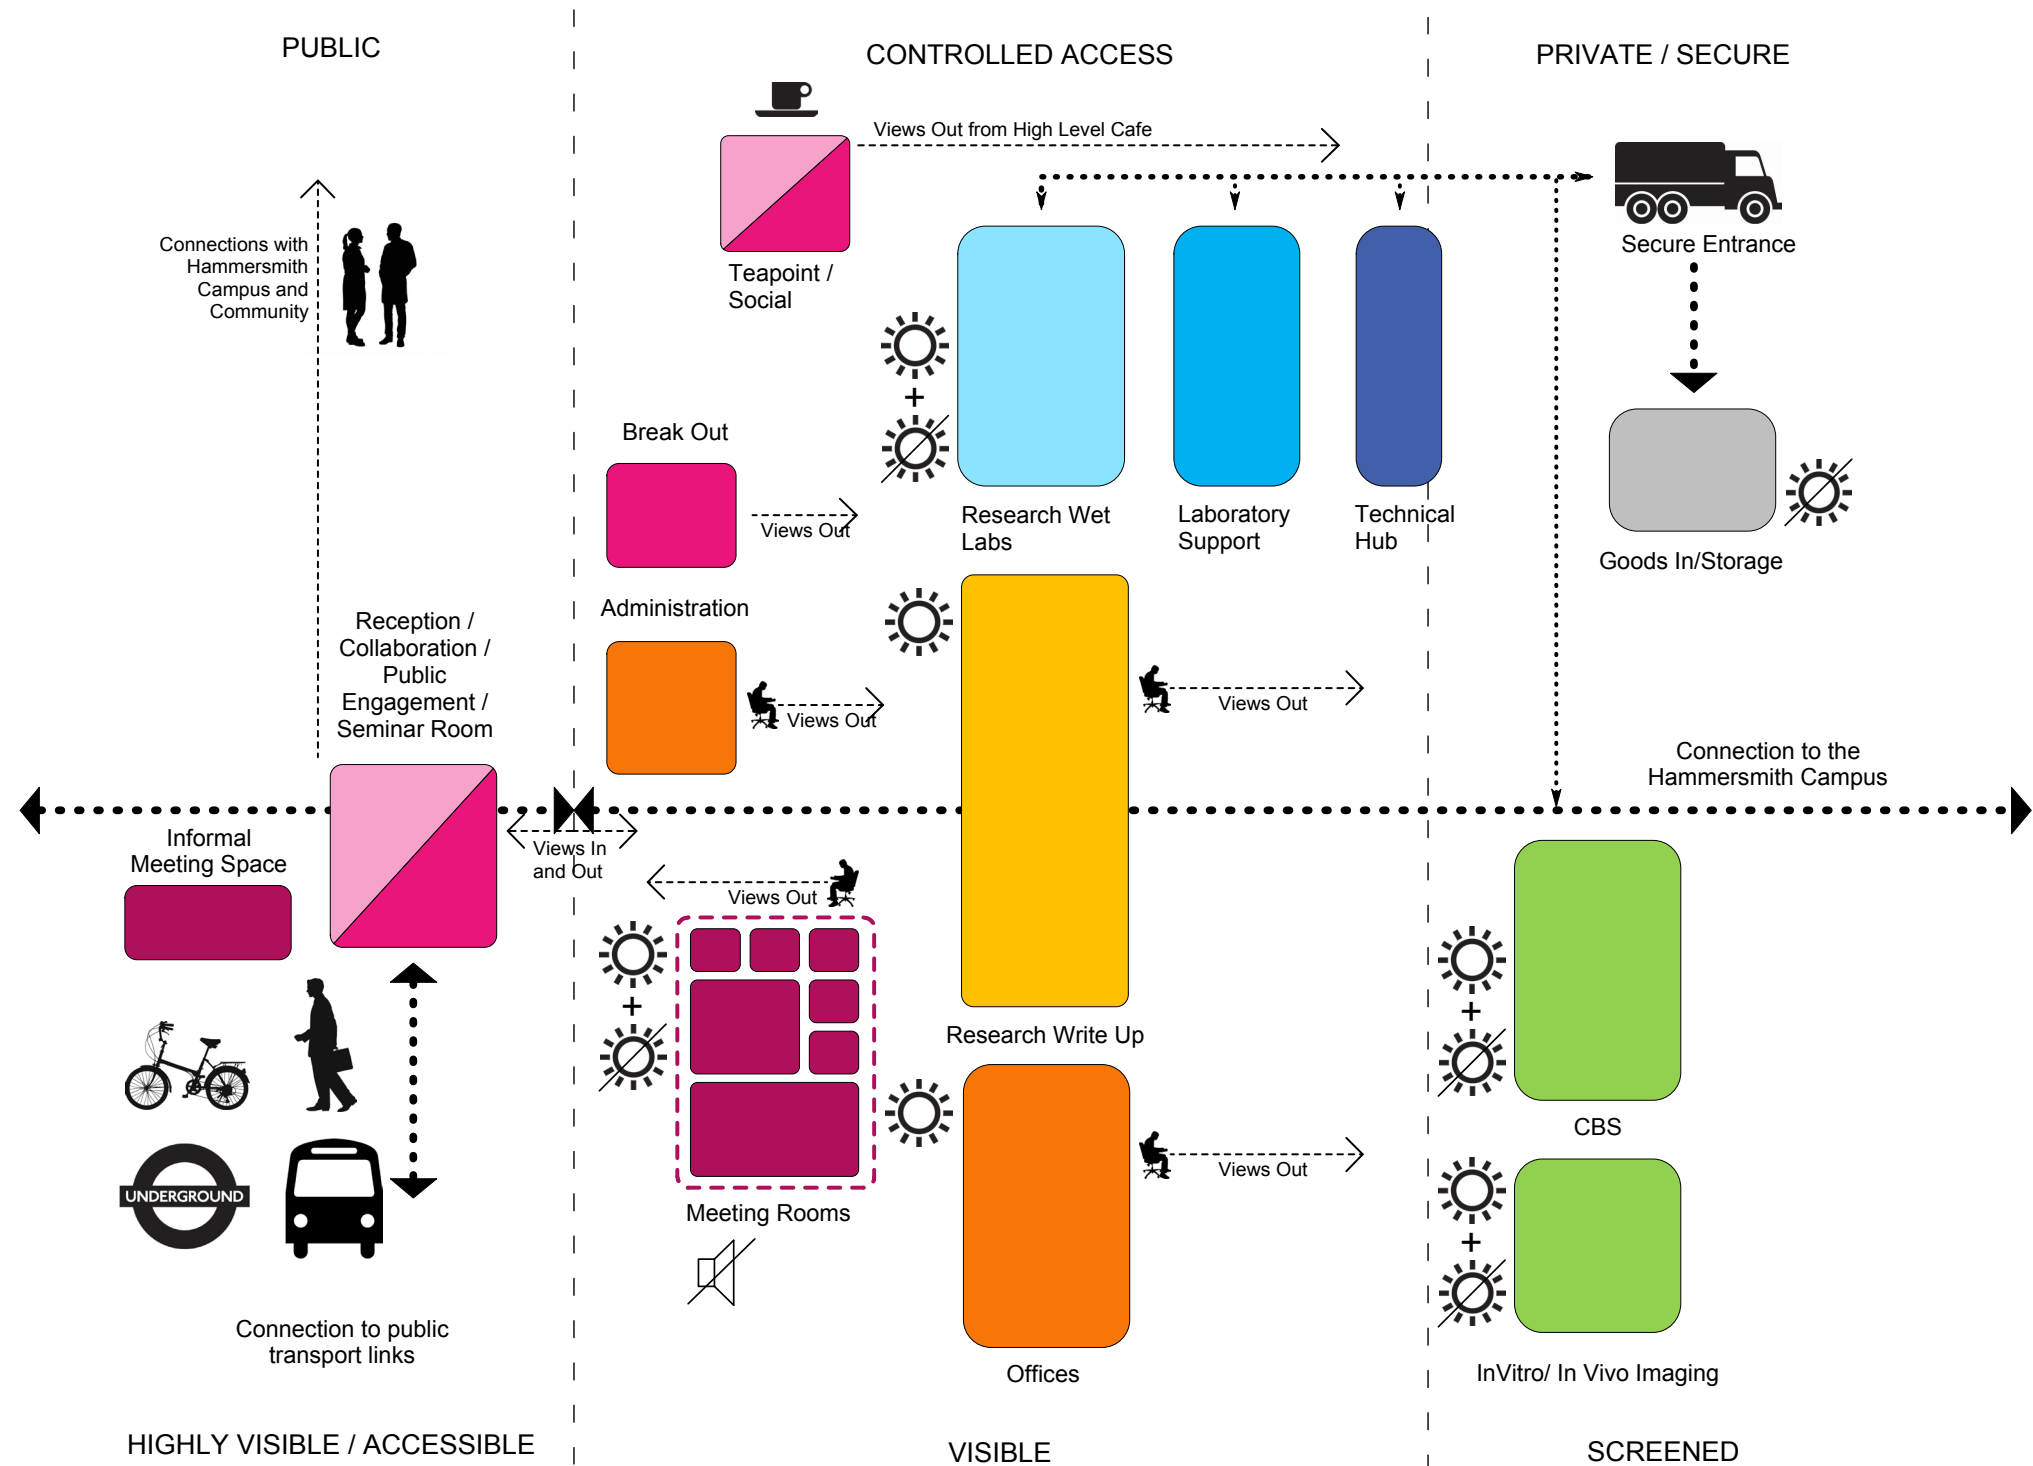 PUBLIC
CONTROLLED ACCESS
PRIVATE / SECURE
Views Out from High Level Cafe
Connections with
Hammersmith
Campus and
Community
Teapoint /
Social
Secure Entrance
Break Out
Views Out
Research Wet
Labs
Laboratory
Support
Technical
Hub
Goods In/Storage
Administration
Views Out
Views Out
Reception /
Collaboration /
Public
Engagement /
Seminar Room
Connection to the
Hammersmith Campus
Informal
Meeting Space
Views In
and Out
Views Out
Research Write Up
CBS
UNDERGROUND
Views Out
Meeting Rooms
Connection to public
transport links
Offices
InVitro/ In Vivo Imaging
HIGHLY VISIBLE / ACCESSIBLE
VISIBLE
SCREENED